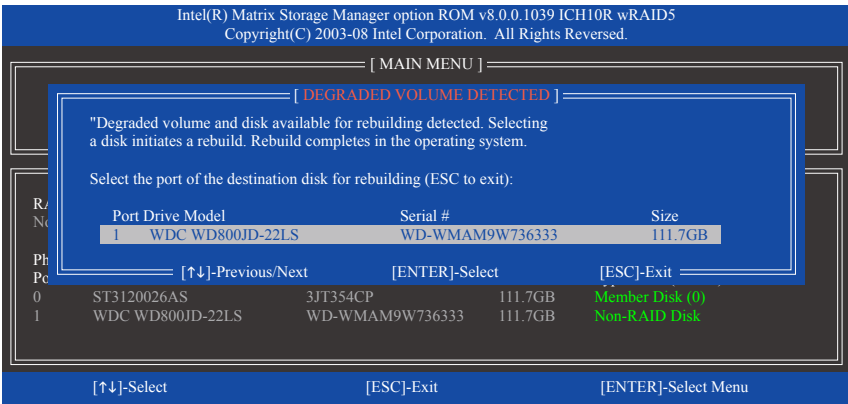 Intel(R) Matrix Storage Manager option ROM v8.0.0.1039 ICH10R wRAID5
Copyright(C) 2003-08 Intel Corporation.  All Rights Reversed.
[ MAIN MENU ]
[ DEGRADED VOLUME DETECTED ]
"Degraded volume and disk available for rebuilding detected. Selecting
a disk initiates a rebuild. Rebuild completes in the operating system.
Select the port of the destination disk for rebuilding (ESC to exit):
Port Drive Model Serial # Size
1 WDC WD800JD-22LS WD-WMAM9W736333 111.7GB
[↑↓]-Previous/Next [ENTER]-Select [ESC]-Exit
0 ST3120026AS 3JT354CP 111.7GB Member Disk (0)
1 WDC WD800JD-22LS WD-WMAM9W736333 111.7GB Non-RAID Disk
[↑↓]-Select [ESC]-Exit [ENTER]-Select Menu